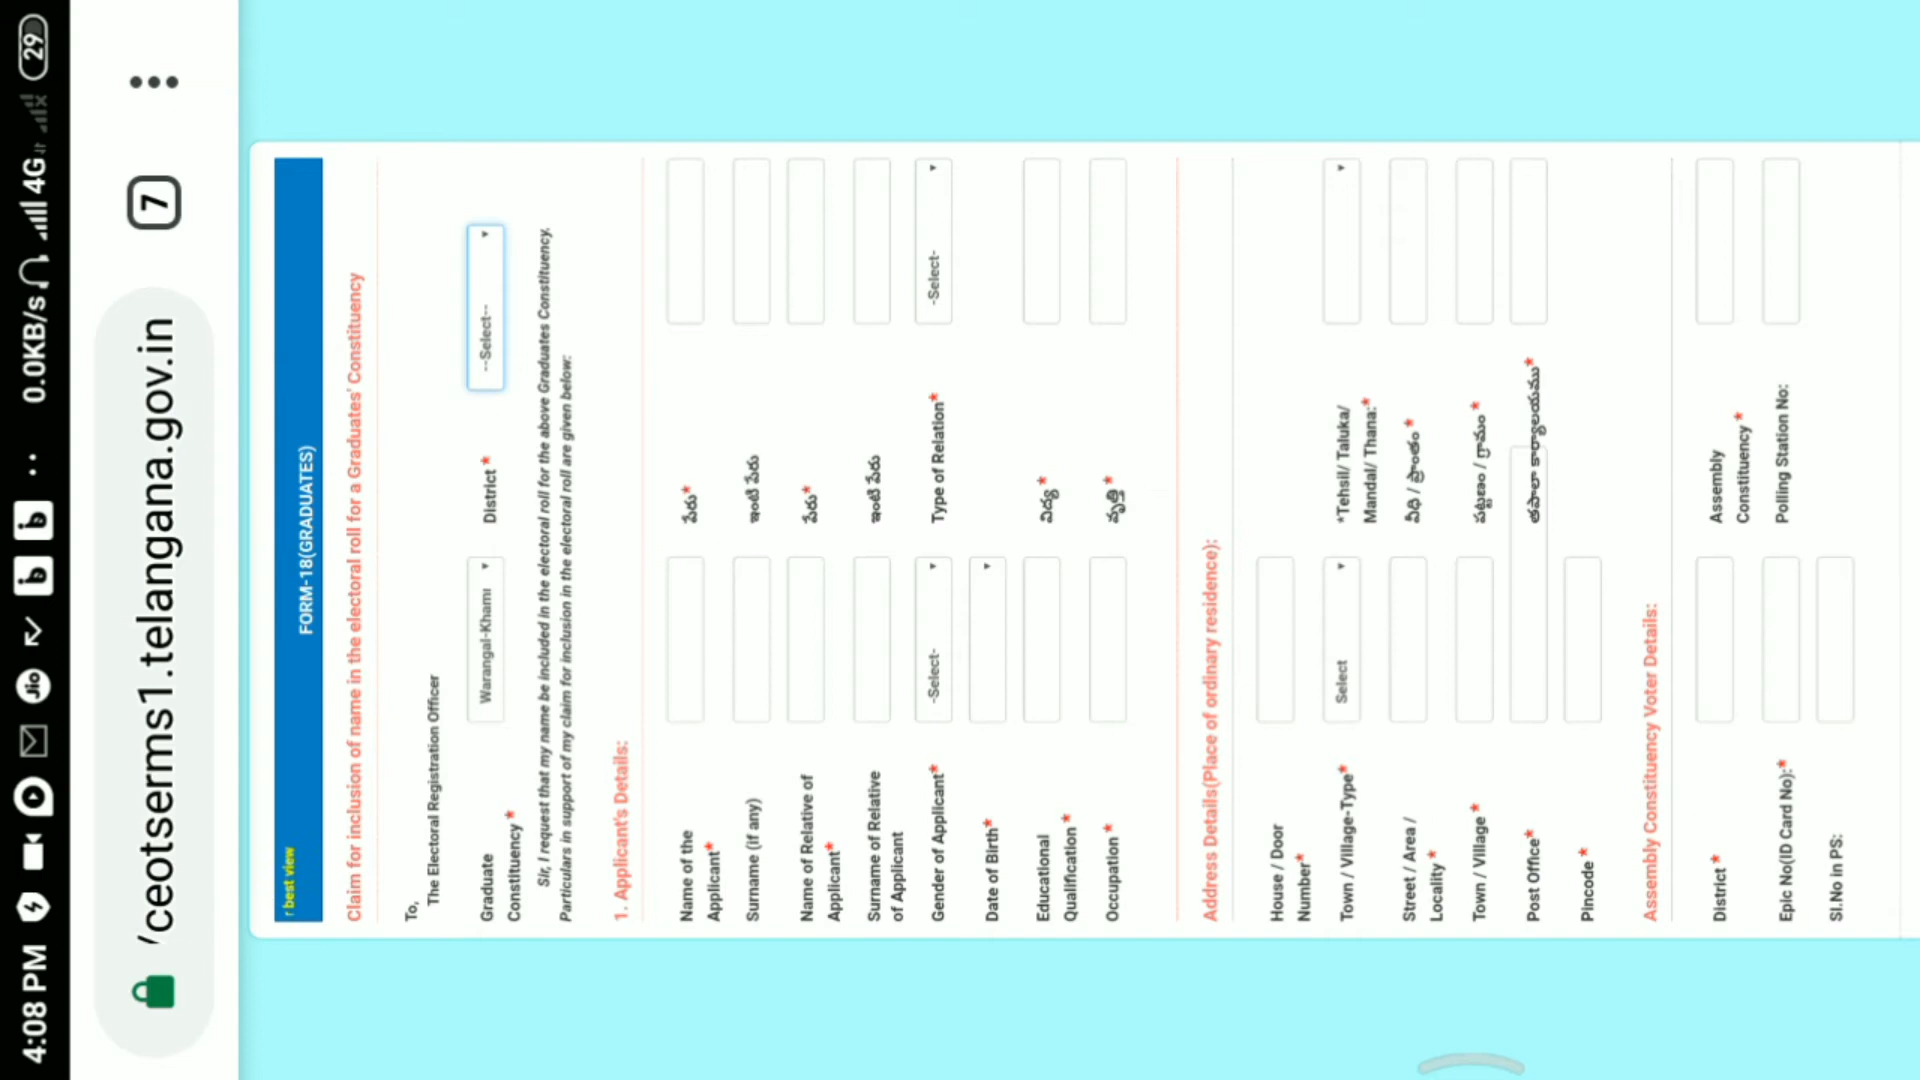 4:08 PM
0.0KB/s
4G
29
/ceotserms1.telangana.gov.in
7
r best view
FORM-18(GRADUATES)
Claim for inclusion of name in the electoral roll for a Graduates' Constituency
To,
The Electoral Registration Officer
Graduate Constituency* Warangal-Khami District* --Select--
Sir, I request that my name be included in the electoral roll for the above Graduates Constituency.
Particulars in support of my claim for inclusion in the electoral roll are given below:
1. Applicant's Details:
Name of the Applicant* పేరు*
Surname (if any) ఇంటి పేరు
Name of Relative of Applicant* పేరు*
Surname of Relative of Applicant ఇంటి పేరు
Gender of Applicant* -Select- Type of Relation* -Select-
Date of Birth*
Educational Qualification* విద్య*
Occupation* వృత్తి*
Address Details(Place of ordinary residence):
House / Door Number*
Town / Village-Type* Select *Tehsil/ Taluka/ Mandal/ Thana:*
Street / Area / Locality* వీధి / ప్రాంతం*
Town / Village* పట్టణం / గ్రామం*
Post Office* తపాలా కార్యాలయము*
Pincode*
Assembly Constituency Voter Details:
District* Assembly Constituency*
Epic No(ID Card No):* Polling Station No:
Sl.No in PS: